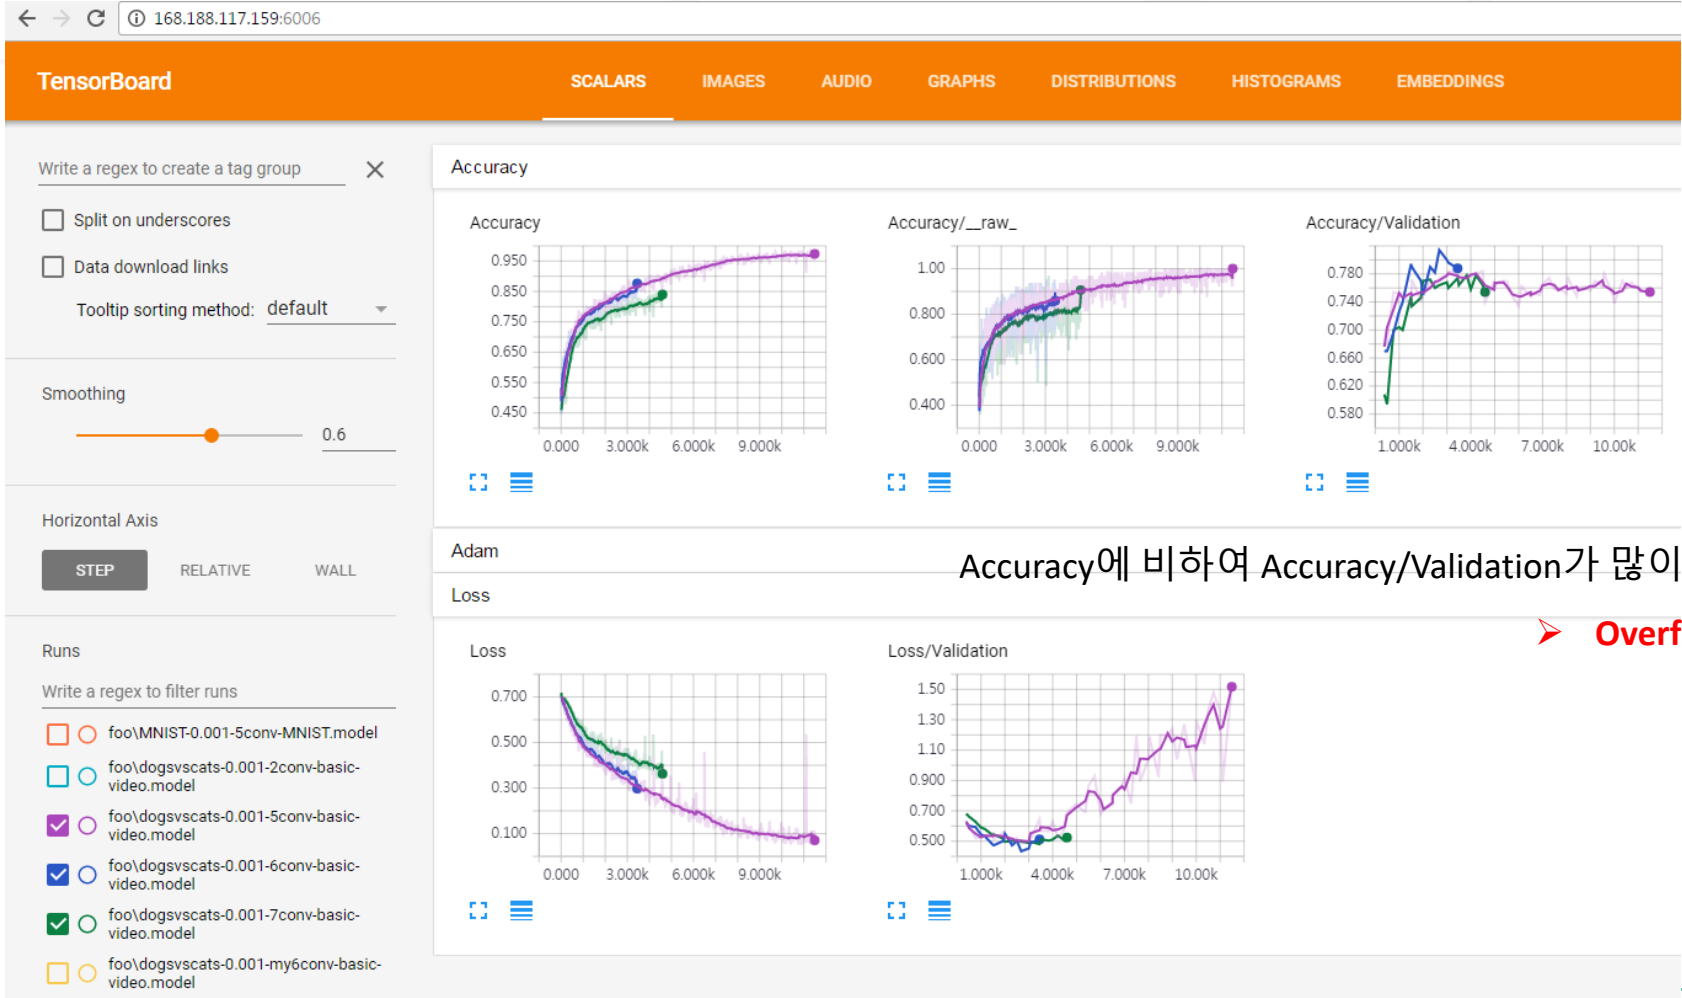 168.188.117.159:6006
TensorBoard SCALARS IMAGES AUDIO GRAPHS DISTRIBUTIONS HISTOGRAMS EMBEDDINGS
Write a regex to create a tag group
Split on underscores
Data download links
Tooltip sorting method: default
Smoothing
0.6
Horizontal Axis
STEP RELATIVE WALL
Runs
Write a regex to filter runs
foo\MNIST-0.001-5conv-MNIST.model
foo\dogsvscats-0.001-2conv-basic-
video.model
foo\dogsvscats-0.001-5conv-basic-
video.model
foo\dogsvscats-0.001-6conv-basic-
video.model
foo\dogsvscats-0.001-7conv-basic-
video.model
foo\dogsvscats-0.001-my6conv-basic-
video.model
Accuracy
Accuracy
0.950
0.850
0.750
0.650
0.550
0.450
0.000 3.000k 6.000k 9.000k
Accuracy/__raw_
1.00
0.800
0.600
0.400
0.000 3.000k 6.000k 9.000k
Accuracy/Validation
0.780
0.740
0.700
0.660
0.620
0.580
1.000k 4.000k 7.000k 10.00k
Adam
Accuracy에 비하여 Accuracy/Validation가 많이
Overf
Loss
Loss
0.700
0.500
0.300
0.100
0.000 3.000k 6.000k 9.000k
Loss/Validation
1.50
1.30
1.10
0.900
0.700
0.500
1.000k 4.000k 7.000k 10.00k